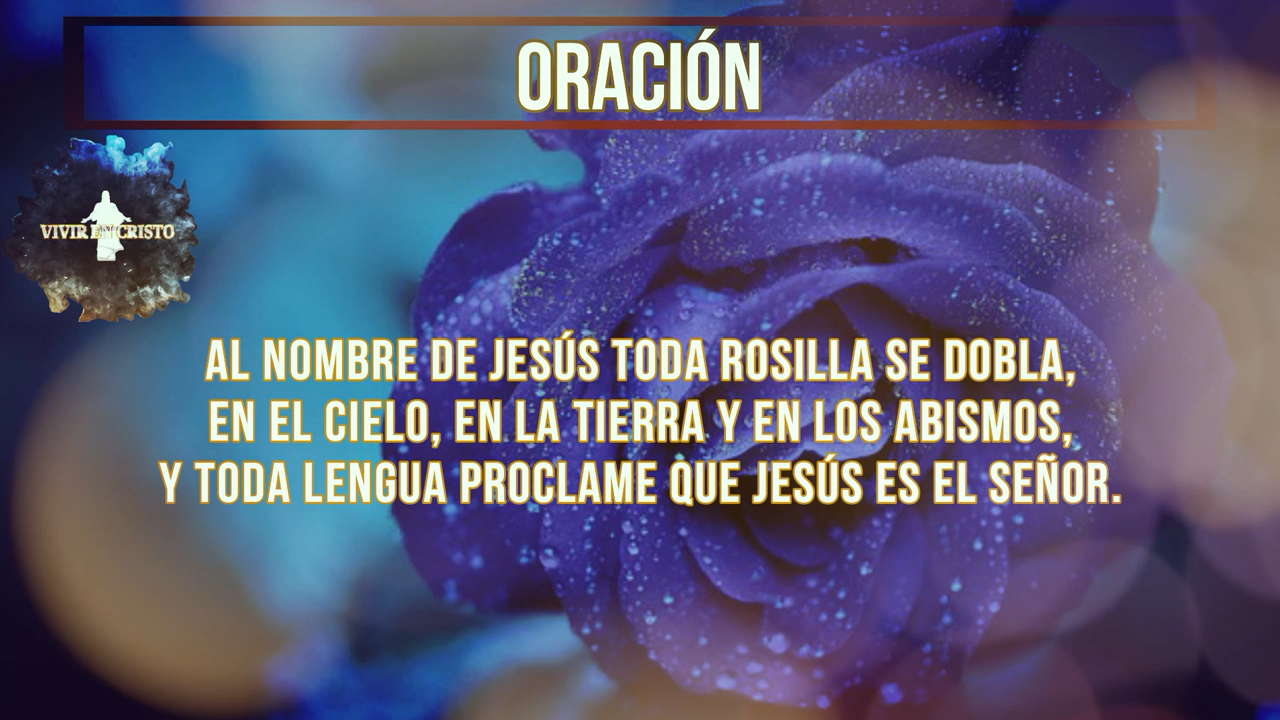 ORACIÓN
VIVIR EN CRISTO
AL NOMBRE DE JESÚS TODA ROSILLA SE DOBLA,
EN EL CIELO, EN LA TIERRA Y EN LOS ABISMOS,
Y TODA LENGUA PROCLAME QUE JESÚS ES EL SEÑOR.